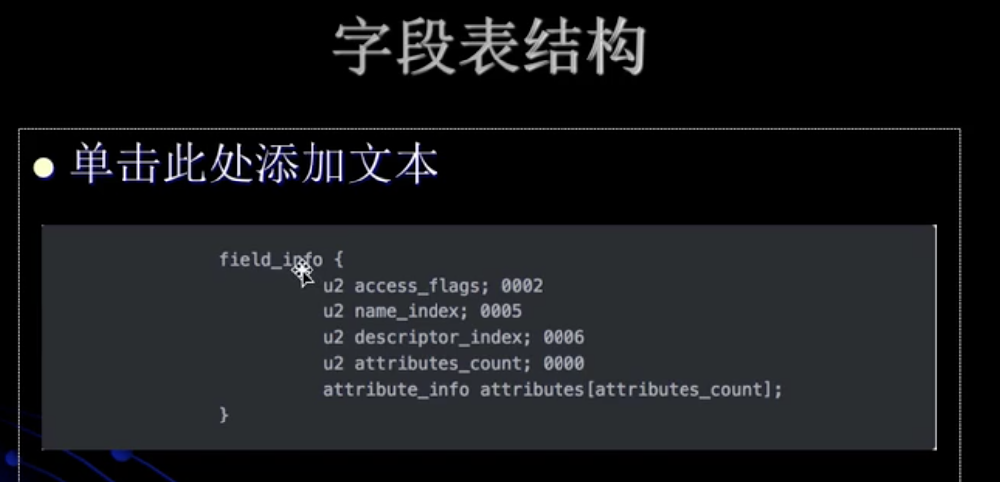 字段表结构
单击此处添加文本
field_info {
u2 access_flags; 0002
u2 name_index; 0005
u2 descriptor_index; 0006
u2 attributes_count; 0000
attribute_info attributes[attributes_count];
}